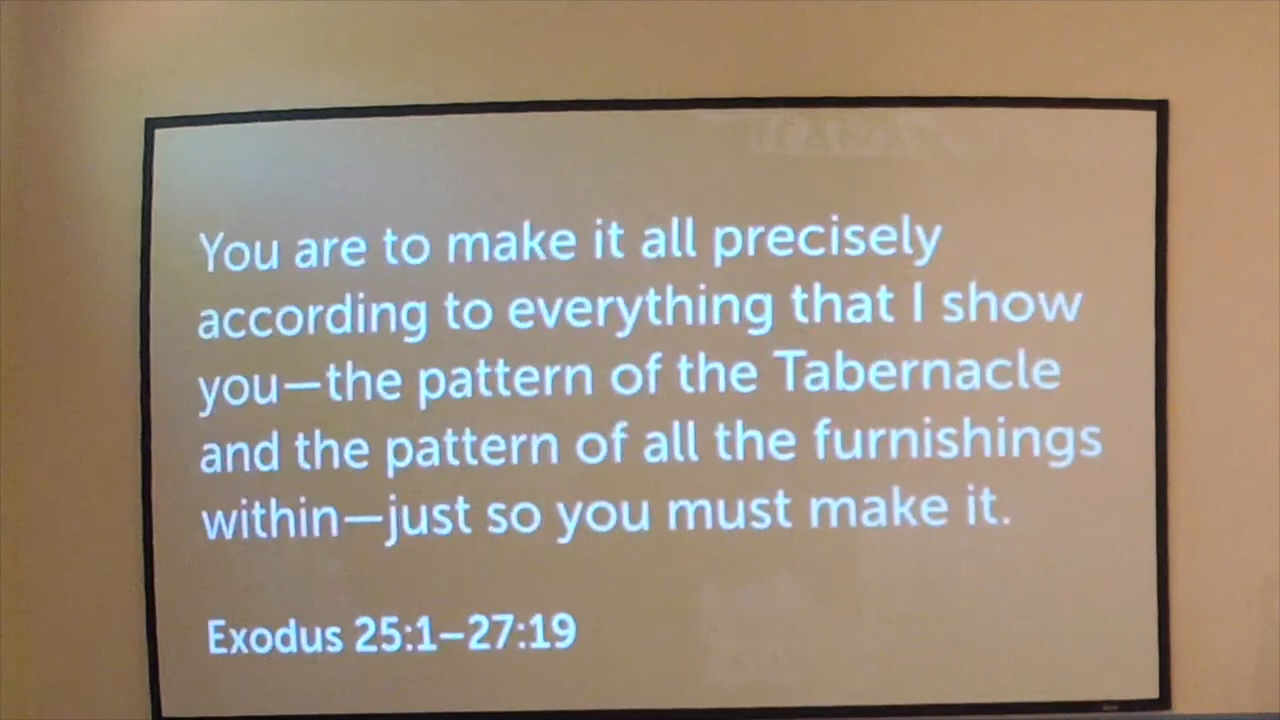 You are to make it all precisely
according to everything that I show
you—the pattern of the Tabernacle
and the pattern of all the furnishings
within—just so you must make it.
Exodus 25:1–27:19